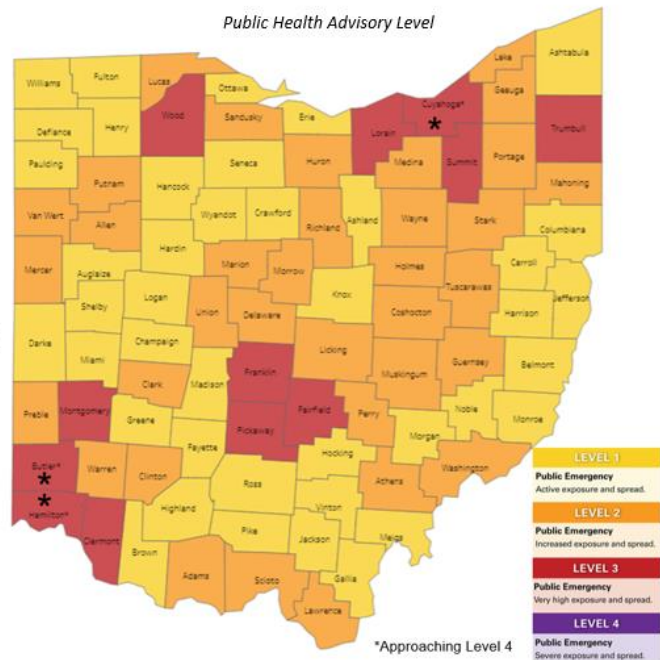 Public Health Advisory Level
Ashtabula
Lake
Geauga
Williams
Fulton
Lucas
Ottawa
Cuyahoga*
*
Defiance
Henry
Wood
Sandusky
Erie
Lorain
Trumbull
Paulding
Seneca
Huron
Medina
Summit
Portage
Mahoning
Putnam
Hancock
Van Wert
Allen
Wyandot
Crawford
Richland
Ashland
Wayne
Stark
Columbiana
Hardin
Mercer
Auglaize
Marion
Morrow
Holmes
Carroll
Tuscarawas
Jefferson
Logan
Shelby
Union
Delaware
Knox
Coshocton
Harrison
Darke
Champaign
Miami
Licking
Guernsey
Belmont
Clark
Madison
Franklin
Muskingum
Preble
Montgomery
Greene
Fairfield
Perry
Noble
Monroe
Pickaway
Morgan
Fayette
Hocking
Butler*
*
Warren
Clinton
Ross
Athens
Washington
*
Hamilton*
Highland
Vinton
Clermont
Pike
Jackson
Meigs
Brown
Adams
Scioto
Gallia
Lawrence
LEVEL 1
Public Emergency
Active exposure and spread.
LEVEL 2
Public Emergency
Increased exposure and spread.
LEVEL 3
Public Emergency
Very high exposure and spread.
LEVEL 4
Public Emergency
Severe exposure and spread.
*Approaching Level 4